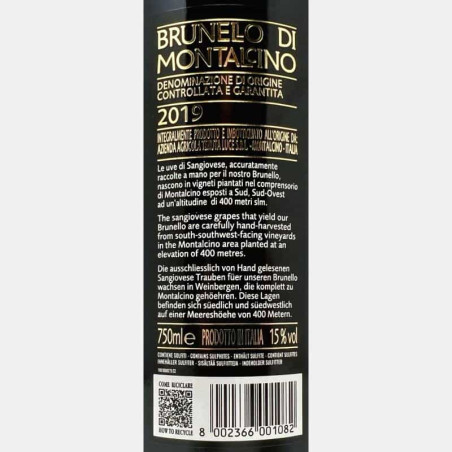 BRUNELLO DI
MONTALCINO
DENOMINAZIONE DI ORIGINE
CONTROLLATA E GARANTITA
2019
INTEGRALMENTE PRODOTTO E IMBOTTIGLIATO ALL'ORIGINE DA:
AZIENDA AGRICOLA TENUTA LUCE S.R.L. - MONTALCINO - ITALIA
Le uve di Sangiovese, accuratamente
raccolte a mano per il nostro Brunello,
nascono in vigneti piantati nel comprensorio
di Montalcino esposti a Sud, Sud-Ovest
ad un'altitudine di 400 metri slm.
The sangiovese grapes that yield our
Brunello are carefully hand-harvested
from south-southwest-facing vineyards
in the Montalcino area planted at an
elevation of 400 metres.
Die ausschliesslich von Hand gelesenen
Sangiovese Trauben füer unseren Brunello
wachsen in Weinbergen, die komplett zu
Montalcino gehöehren. Diese Lagen
befinden sich südlich und südwestlich
auf einer Meereshöehe von 400 Metern.
750ml e PRODOTTO IN ITALIA 15%vol
CONTIENE SOLFITI - CONTAINS SULPHITES - ENTHÄLT SULFITE - CONTIENT DES SULFITES
INNEHÅLLER SULFITER - SISÄLTÄÄ SULFIITTEJA - INDEHOLDER SULFITTER
COME RICICLARE
HOW TO RECYCLE
8 002366 001082